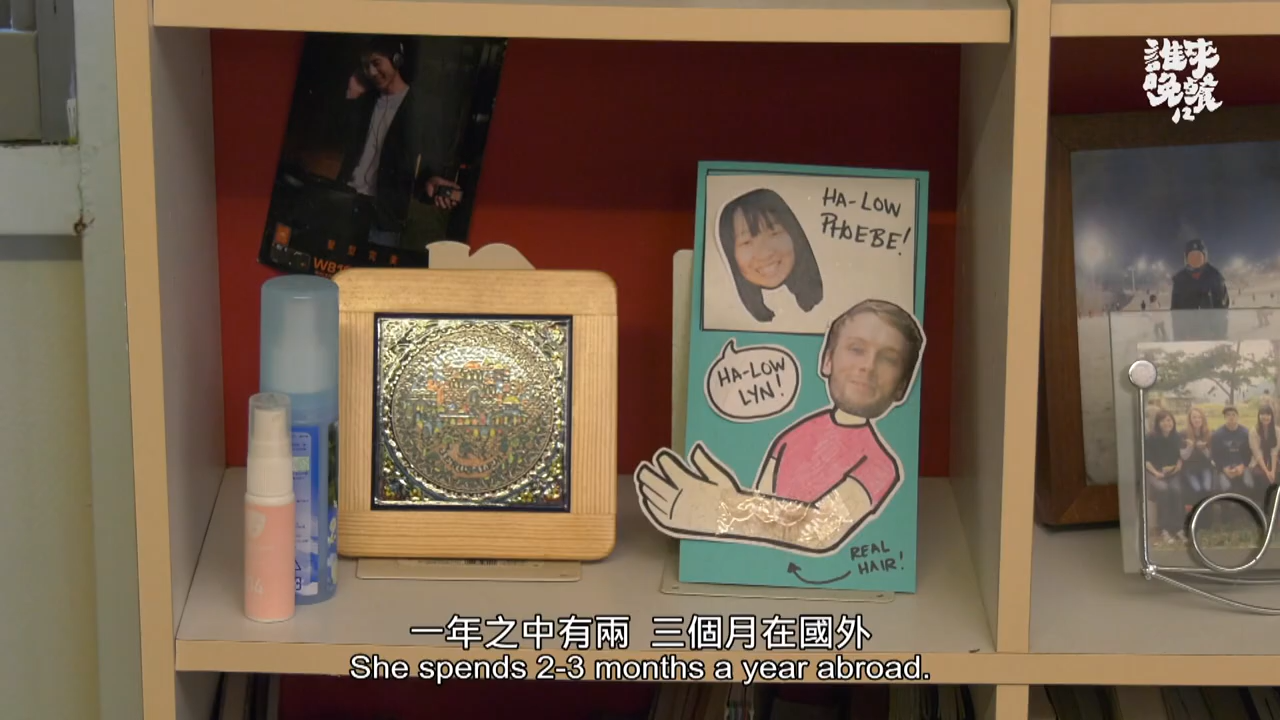 誰來
晚餐
12
HA-LOW
PHOEBE!
HA-LOW
LYN!
REAL
HAIR!
一年之中有兩 三個月在國外
She spends 2-3 months a year abroad.